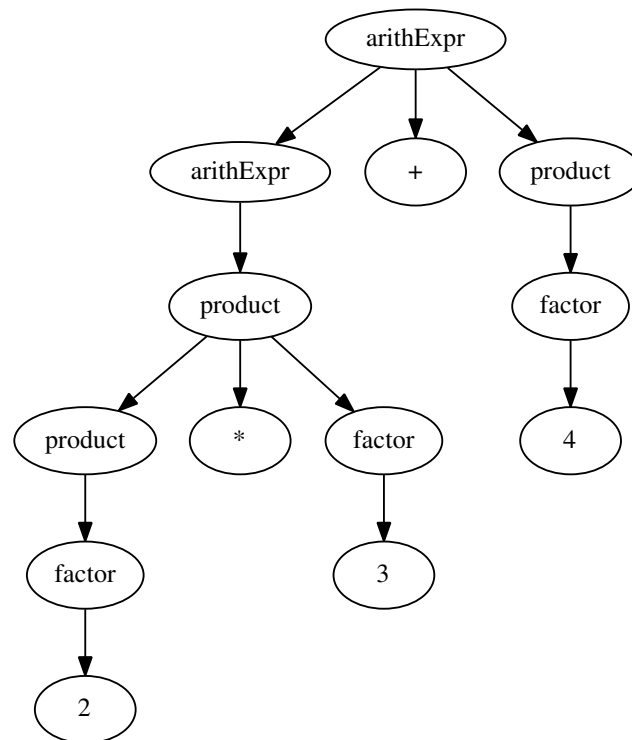 arithExpr
arithExpr + product
product factor
product * factor 4
factor 3
2